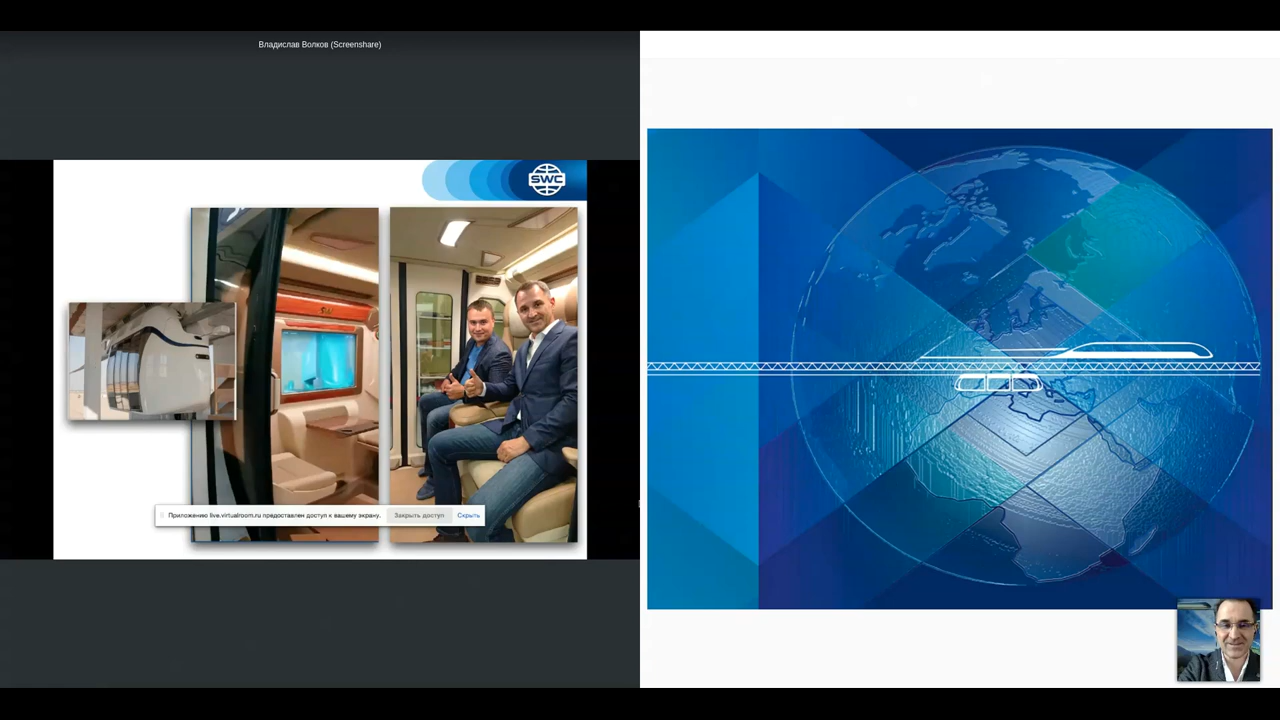 Владислав Волков (Screenshare)
SWC
Приложению live.virtualroom.ru предоставлен доступ к вашему экрану.
Закрыть доступ
Скрыть